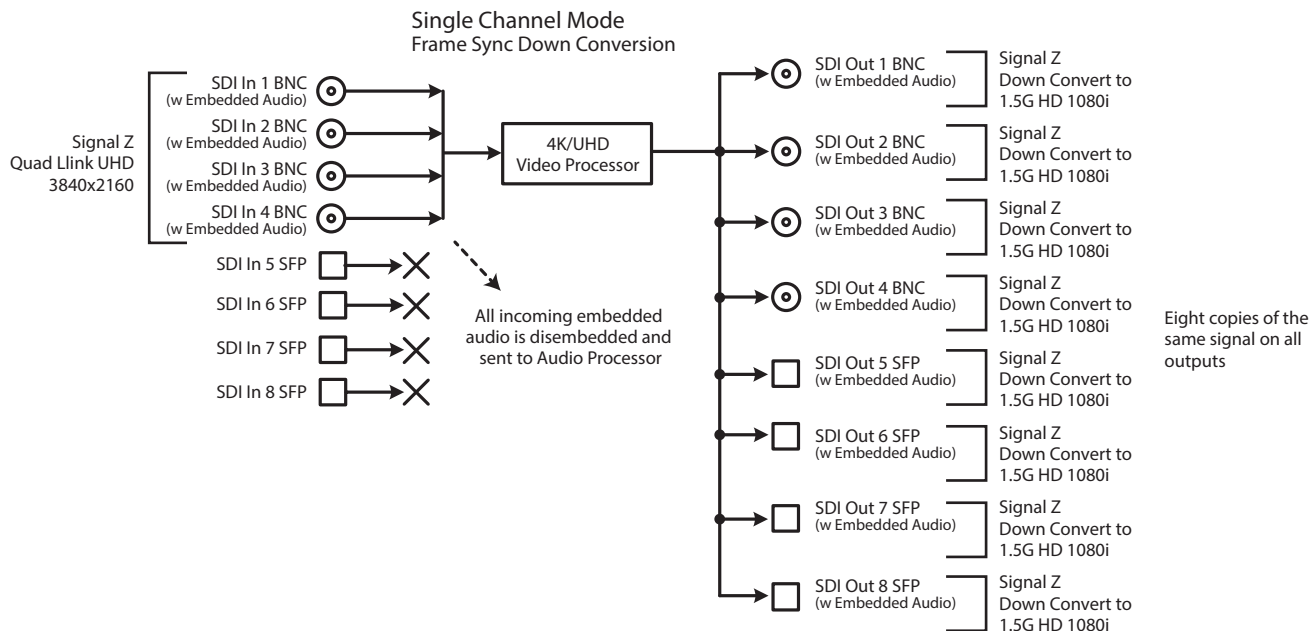 Single Channel Mode
Frame Sync Down Conversion
SDI In 1 BNC
(w Embedded Audio)
SDI In 2 BNC
(w Embedded Audio)
SDI In 3 BNC
(w Embedded Audio)
SDI In 4 BNC
(w Embedded Audio)
Signal Z
Quad Llink UHD
3840x2160
SDI In 5 SFP
SDI In 6 SFP
SDI In 7 SFP
SDI In 8 SFP
4K/UHD
Video Processor
All incoming embedded
audio is disembedded and
sent to Audio Processor
SDI Out 1 BNC
(w Embedded Audio)
Signal Z
Down Convert to
1.5G HD 1080i
SDI Out 2 BNC
(w Embedded Audio)
Signal Z
Down Convert to
1.5G HD 1080i
SDI Out 3 BNC
(w Embedded Audio)
Signal Z
Down Convert to
1.5G HD 1080i
SDI Out 4 BNC
(w Embedded Audio)
Signal Z
Down Convert to
1.5G HD 1080i
SDI Out 5 SFP
(w Embedded Audio)
Signal Z
Down Convert to
1.5G HD 1080i
SDI Out 6 SFP
(w Embedded Audio)
Signal Z
Down Convert to
1.5G HD 1080i
SDI Out 7 SFP
(w Embedded Audio)
Signal Z
Down Convert to
1.5G HD 1080i
SDI Out 8 SFP
(w Embedded Audio)
Signal Z
Down Convert to
1.5G HD 1080i
Eight copies of the
same signal on all
outputs